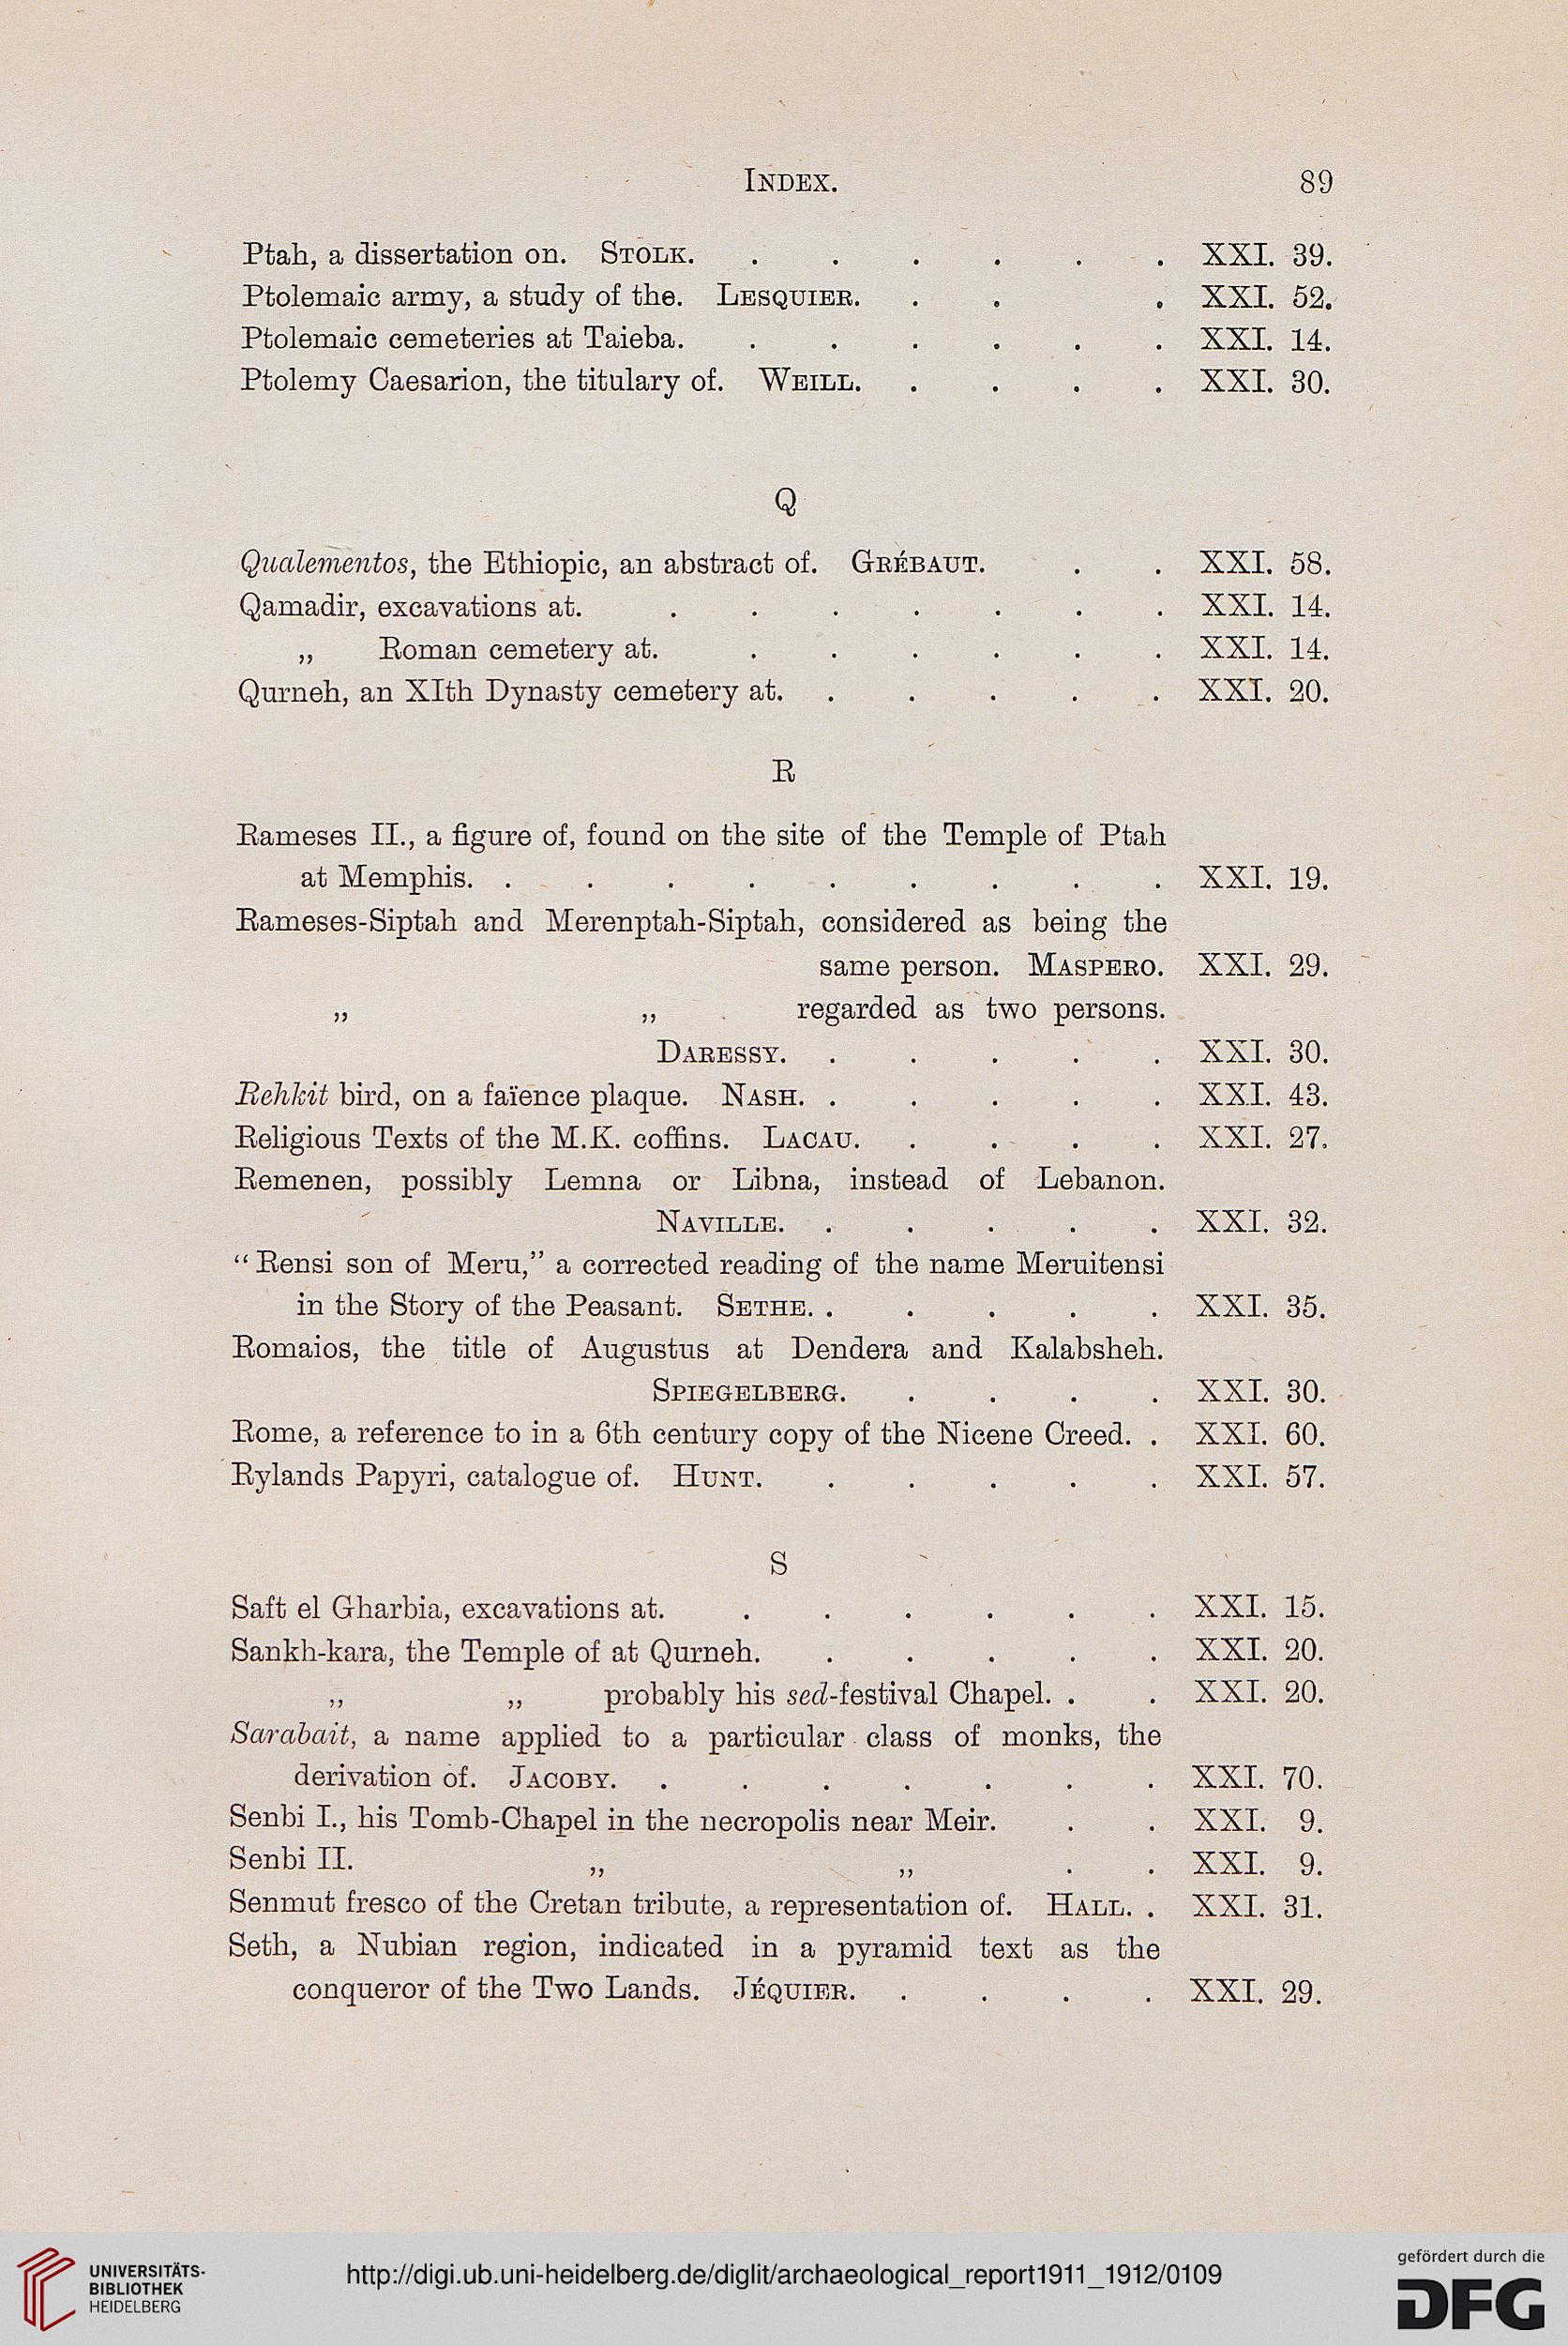 INDEX. 89
Ptah, a dissertation on. STOLK. . . . . . . XXI. 39.
Ptolemaic army, a study of the. LESQUIER. . . . XXI. 52.
Ptolemaic cemeteries at Taieba. . . . . . . XXI. 14.
Ptolemy Caesarion, the titulary of. WEILL. . . . . XXI. 30.
Q
Qualementos, the Ethiopic, an abstract of. GRÉBAUT. . . XXI. 58.
Qamadir, excavations at. . . . . . . . XXI. 14.
„ Roman cemetery at. . . . . . . XXI. 14.
Qurneh, an XIth Dynasty cemetery at. . . . . . XXI. 20.
R
Rameses II., a figure of, found on the site of the Temple of Ptah
at Memphis. . . . . . . . . . XXI. 19.
Rameses-Siptah and Merenptah-Siptah, considered as being the
same person. MASPERO. XXI. 29.
„ „ regarded as two persons.
DARESSY. . . . . . XXI. 30.
Rehkit bird, on a faïence plaque. NASH. . . . . . XXI. 43.
Religious Texts of the M.K. coffins. LACAU. . . . . XXI. 27.
Remenen, possibly Lemna or Libna, instead of Lebanon.
NAVILLE. . . . . . XXI. 32.
“Rensi son of Meru,” a corrected reading of the name Meruitensi
in the Story of the Peasant. SETHE. . . . . . XXI. 35.
Romaios, the title of Augustus at Dendera and Kalabsheh.
SPIEGELBERG. . . . . XXI. 30.
Rome, a reference to in a 6th century copy of the Nicene Creed. . XXI. 60.
Rylands Papyri, catalogue of. HUNT. . . . . . XXI. 57.
S
Saft el Gharbia, excavations at. . . . . . . XXI. 15.
Sankh-kara, the Temple of at Qurneh. . . . . . XXI. 20.
„ „ probably his sed-festival Chapel. . . XXI. 20.
Sarabait, a name applied to a particular class of monks, the
derivation of. JACOBY. . . . . . . . XXI. 70.
Senbi I., his Tomb-Chapel in the necropolis near Meir. . . XXI. 9.
Senbi II. „ „ . . XXI. 9.
Senmut fresco of the Cretan tribute, a representation of. HALL. . XXI. 31.
Seth, a Nubian region, indicated in a pyramid text as the
conqueror of the Two Lands. JÉQUIER. . . . . XXI. 29.
UNIVERSITÄTS-
BIBLIOTHEK
HEIDELBERG
http://digi.ub.uni-heidelberg.de/diglit/archaeological_report1911_1912/0109
gefördert durch die
DFG